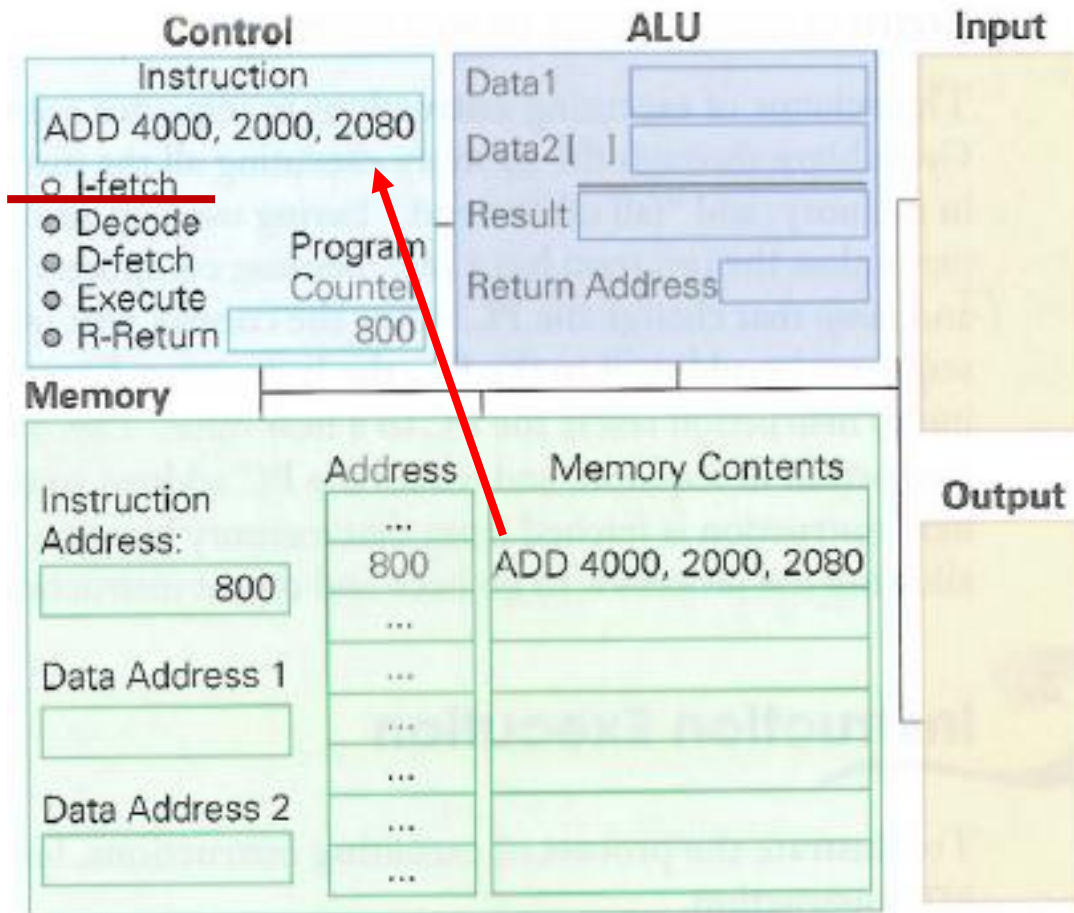 Control
Instruction
ADD 4000, 2000, 2080
I-fetch
Decode
D-fetch
Execute
R-Return
Program
Counter
800
ALU
Data1
Data2[ ]
Result
Return Address
Input
Memory
Instruction
Address:
800
Data Address 1
Data Address 2
Address
...
800
...
...
...
...
...
...
Memory Contents
ADD 4000, 2000, 2080
Output